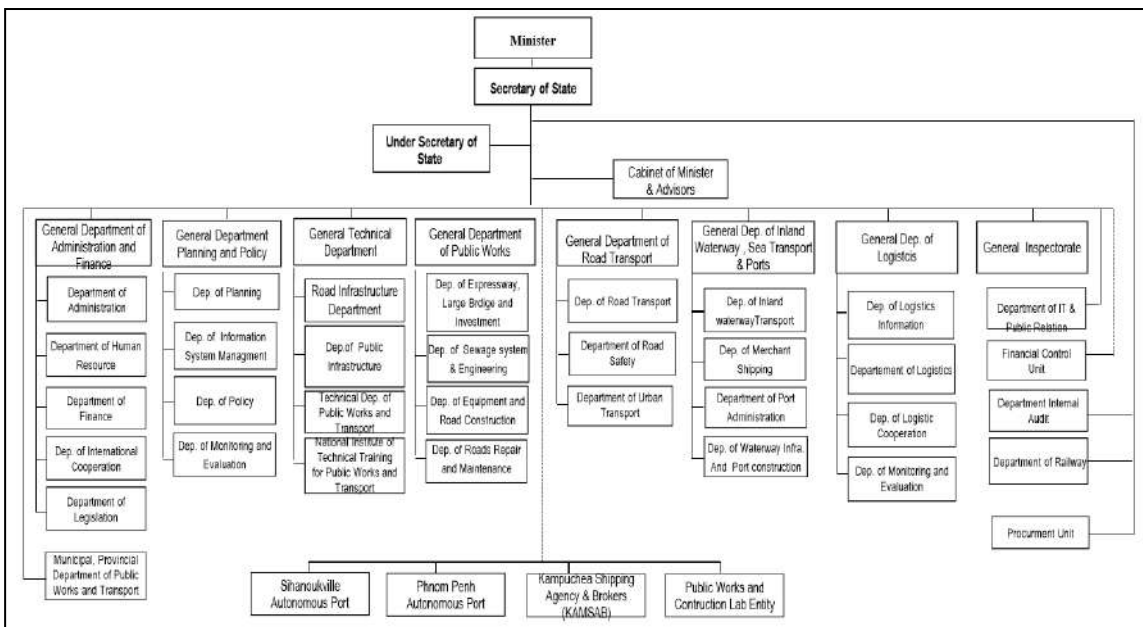 Minister
Secretary of State
Under Secretary of
State
Cabinet of Minister
& Advisors
General Department of
Administration and
Finance
Department of
Administration
Department of Human
Resource
Department of
Finance
Dep. of International
Cooperation
Department of
Legislation
Municipal, Provincial
Department of Public
Works and Transport
General Department
Planning and Policy
Dep. of Planning
Dep. of Information
System Managment
Dep. of Policy
Dep. of Monitoring and
Evaluation
General Technical
Department
Road Infrastructure
Department
Dep.of Public
Infrastructure
Technical Dep. of
Public Works and
Transport
National Institute of
Technical Training
for Public Works and
Transport
General Department
of Public Works
Dep. of Expressway,
Large Brdige and
Investment
Dep. of Sewage system
& Engineering
Dep. of Equipment and
Road Construction
Dep. of Roads Repair
and Maintenance
General Department of
Road Transport
Dep. of Road Transport
Department of Road
Safety
Department of Urban
Transport
General Dep. of Inland
Waterway , Sea Transport
& Ports
Dep. of Inland
waterwayTransport
Dep. of Merchant
Shipping
Department of Port
Administration
Dep. of Waterway Infra.
And Port construction
General Dep. of
Logistcis
Dep. of Logistics
Information
Departement of Logistics
Dep. of Logistic
Cooperation
Dep. of Monitoring and
Evaluation
General Inspectorate
Department of IT &
Public Relation
Financial Control
Unit
Department Internal
Audit
Department of Railway
Procurment Unit
Sihanoukville
Autonomous Port
Phnom Penh
Autonomous Port
Kampuchea Shipping
Agency & Brokers
(KAMSAB)
Public Works and
Contruction Lab Entity